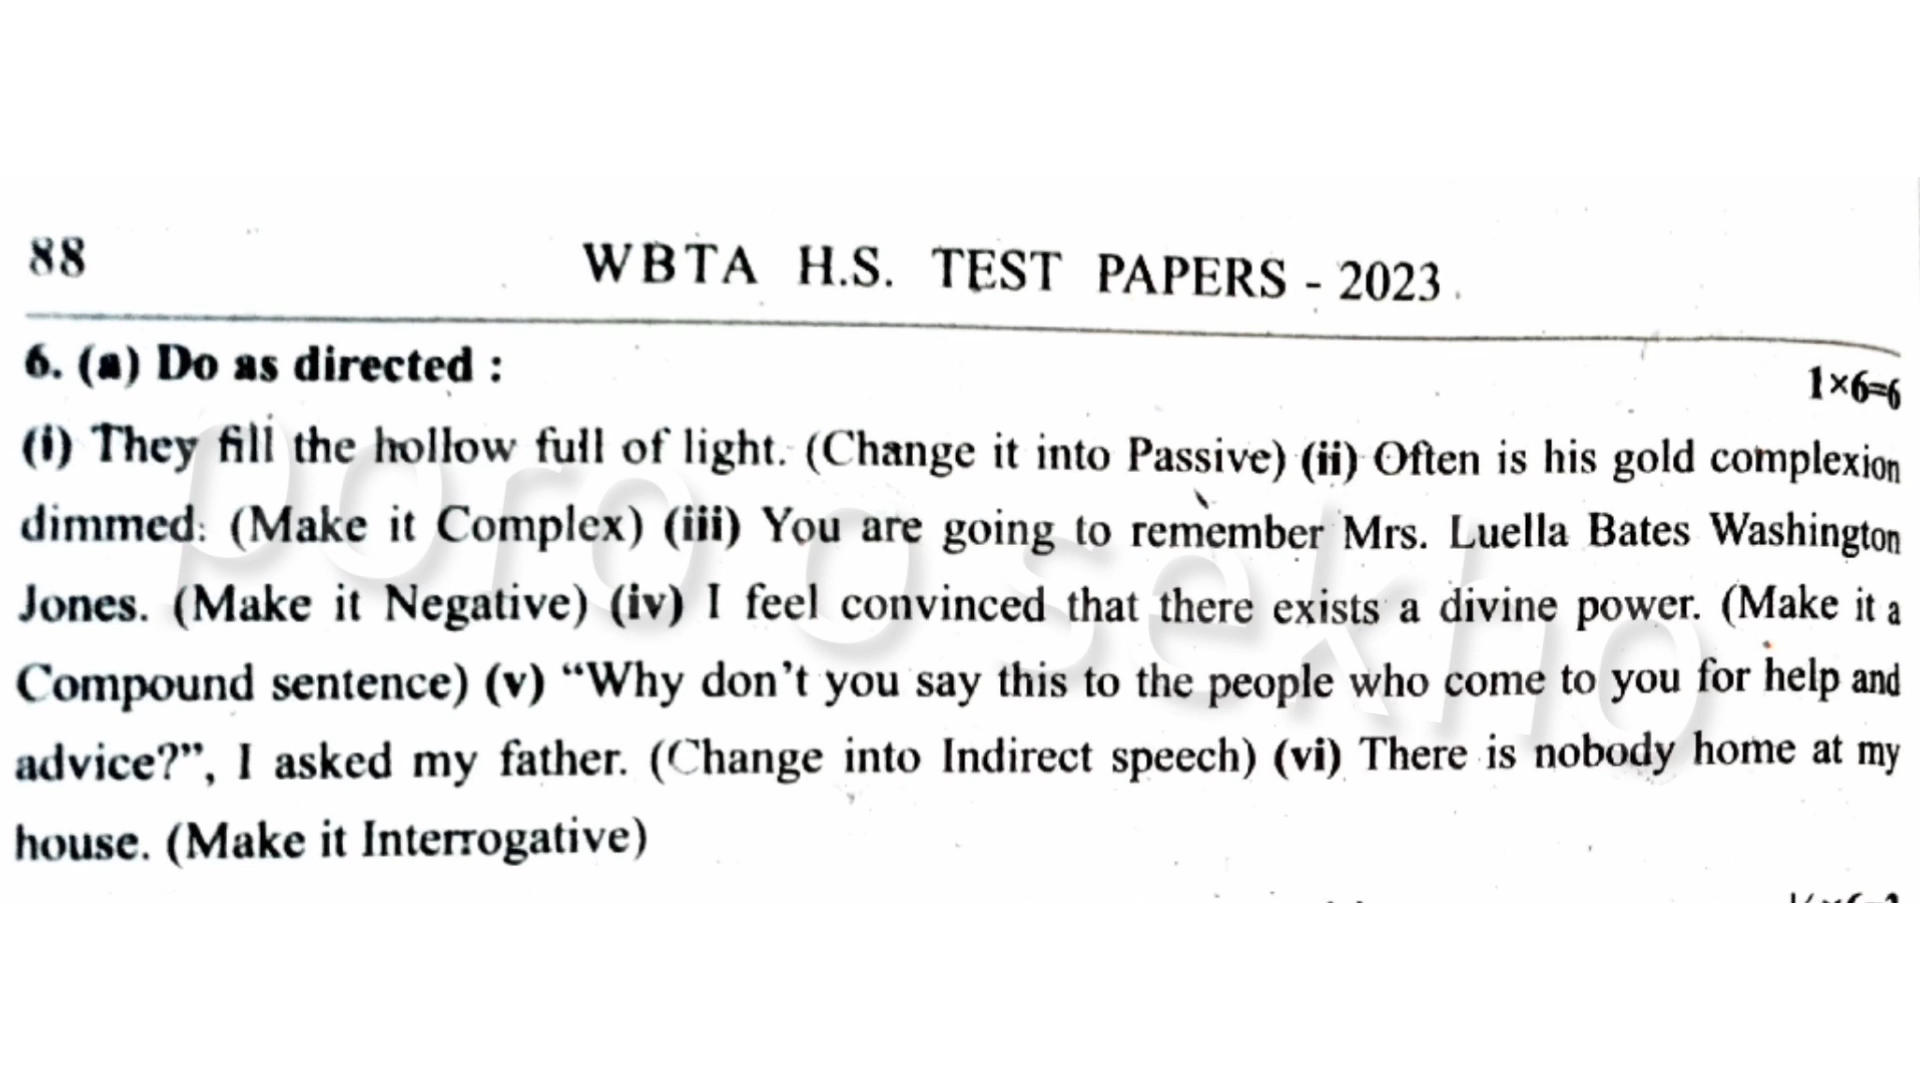 88 WBTA H.S. TEST PAPERS - 2023
6. (a) Do as directed : 1×6=6
(i) They fill the hollow full of light. (Change it into Passive) (ii) Often is his gold complexion
dimmed. (Make it Complex) (iii) You are going to remember Mrs. Luella Bates Washington
Jones. (Make it Negative) (iv) I feel convinced that there exists a divine power. (Make it a
Compound sentence) (v) “Why don’t you say this to the people who come to you for help and
advice?”, I asked my father. (Change into Indirect speech) (vi) There is nobody home at my
house. (Make it Interrogative)
poro o sekho